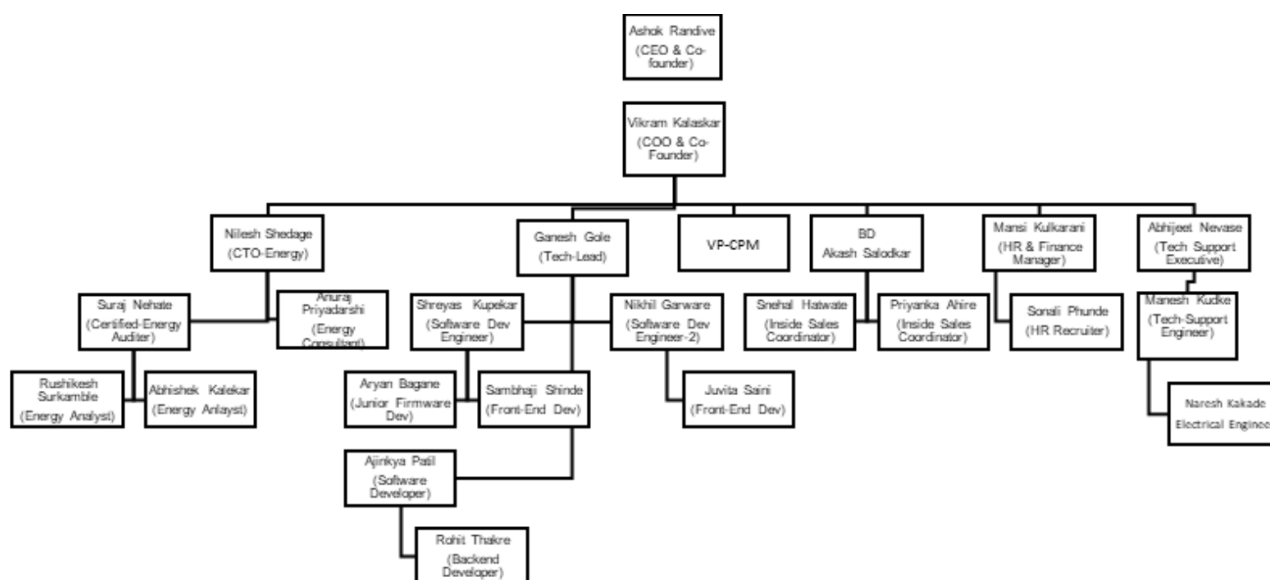 Ashok Randive
(CEO & Co-
founder)
Vikram Kalaskar
(COO & Co-
Founder)
Nilesh Shedage
(CTO-Energy)
Ganesh Gole
(Tech-Lead)
VP-CPM
BD
Akash Salodkar
Mansi Kulkarani
(HR & Finance
Manager)
Abhijeet Nevase
(Tech Support
Executive)
Suraj Nehate
(Certified-Energy
Auditer)
Anuraj
Priyadarshi
(Energy
Consultant)
Shreyas Kupekar
(Software Dev
Engineer)
Nikhil Garware
(Software Dev
Engineer-2)
Snehal Hatwate
(Inside Sales
Coordinator)
Priyanka Ahire
(Inside Sales
Coordinator)
Sonali Phunde
(HR Recruiter)
Manesh Kudke
(Tech-Support
Engineer)
Rushikesh
Surkamble
(Energy Analyst)
Abhishek Kalekar
(Energy Anlayst)
Aryan Bagane
(Junior Firmware
Dev)
Sambhaji Shinde
(Front-End Dev)
Juvita Saini
(Front-End Dev)
Naresh Kakade
Electrical Enginee
Ajinkya Patil
(Software
Developer)
Rohit Thakre
(Backend
Developer)